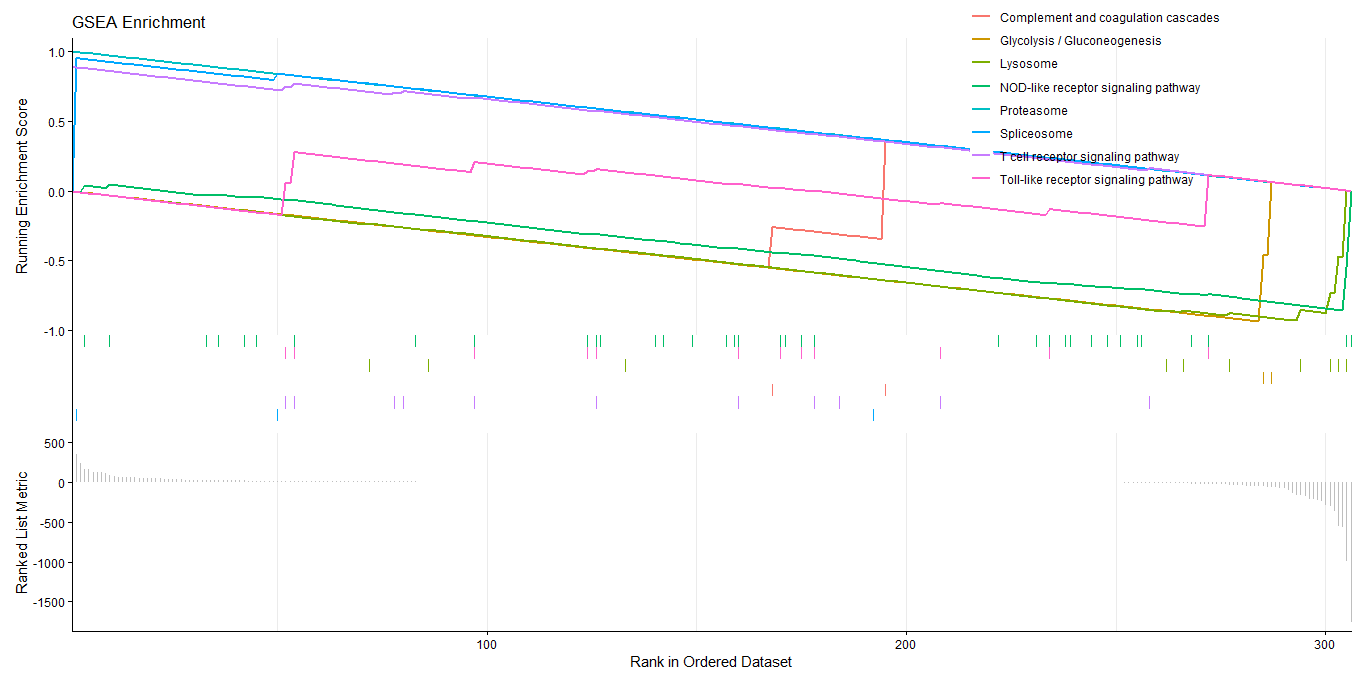 GSEA Enrichment
Complement and coagulation cascades
Glycolysis / Gluconeogenesis
Lysosome
NOD-like receptor signaling pathway
Proteasome
Spliceosome
T cell receptor signaling pathway
Toll-like receptor signaling pathway
Running Enrichment Score
1.0
0.5
0.0
-0.5
-1.0
Ranked List Metric
500
0
-500
-1000
-1500
100
200
300
Rank in Ordered Dataset